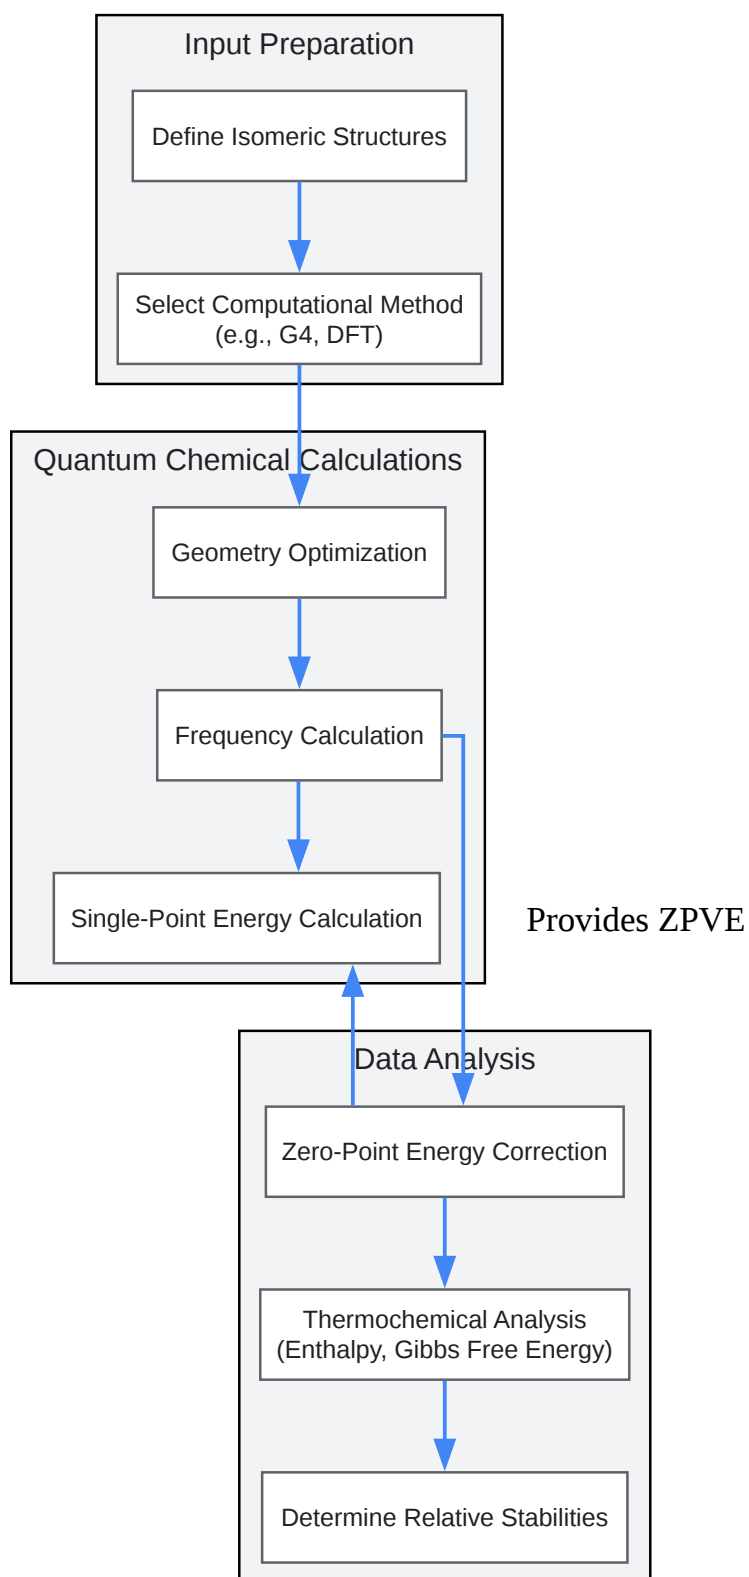 Input Preparation
Define Isomeric Structures
Select Computational Method
(e.g., G4, DFT)
Quantum Chemical Calculations
Geometry Optimization
Frequency Calculation
Single-Point Energy Calculation
Provides ZPVE
Data Analysis
Zero-Point Energy Correction
Thermochemical Analysis
(Enthalpy, Gibbs Free Energy)
Determine Relative Stabilities